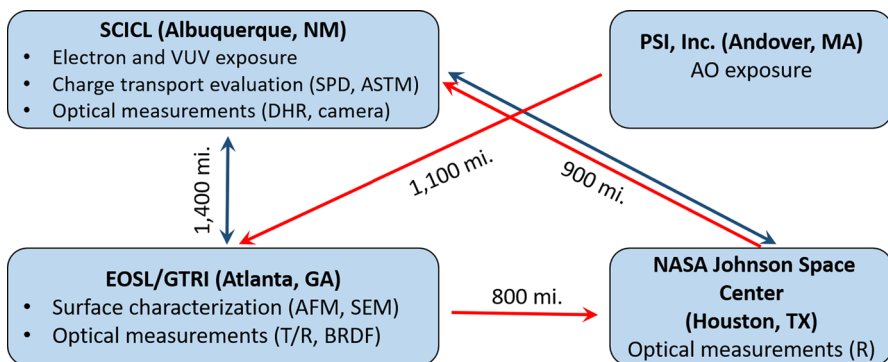 SCICL (Albuquerque, NM)
• Electron and VUV exposure
• Charge transport evaluation (SPD, ASTM)
• Optical measurements (DHR, camera)
PSI, Inc. (Andover, MA)
AO exposure
1,400 mi.
1,100 mi.
900 mi.
EOSL/GTRI (Atlanta, GA)
• Surface characterization (AFM, SEM)
• Optical measurements (T/R, BRDF)
800 mi.
NASA Johnson Space
Center
(Houston, TX)
Optical measurements (R)